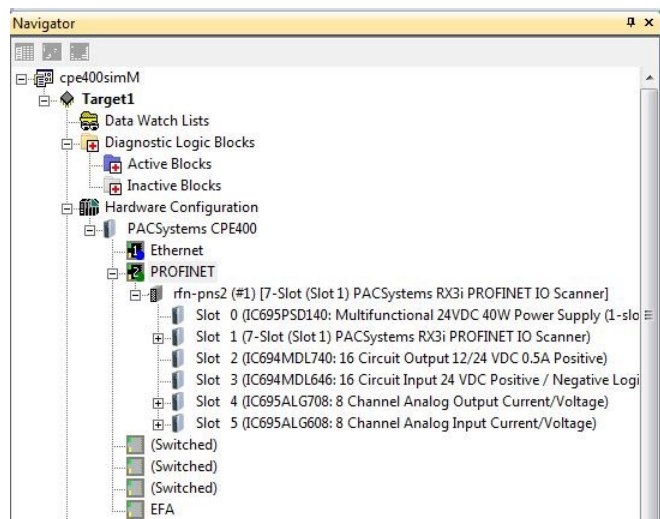 Navigator
cpe400simM
Target1
Data Watch Lists
Diagnostic Logic Blocks
Active Blocks
Inactive Blocks
Hardware Configuration
PACSystems CPE400
1 Ethernet
2 PROFINET
rfn-pns2 (#1) [7-Slot (Slot 1) PACSystems RX3i PROFINET IO Scanner]
Slot 0 (IC695PSD140: Multifunctional 24VDC 40W Power Supply (1-slo
Slot 1 (7-Slot (Slot 1) PACSystems RX3i PROFINET IO Scanner)
Slot 2 (IC694MDL740: 16 Circuit Output 12/24 VDC 0.5A Positive)
Slot 3 (IC694MDL646: 16 Circuit Input 24 VDC Positive / Negative Logi
Slot 4 (IC695ALG708: 8 Channel Analog Output Current/Voltage)
Slot 5 (IC695ALG608: 8 Channel Analog Input Current/Voltage)
(Switched)
(Switched)
(Switched)
EFA